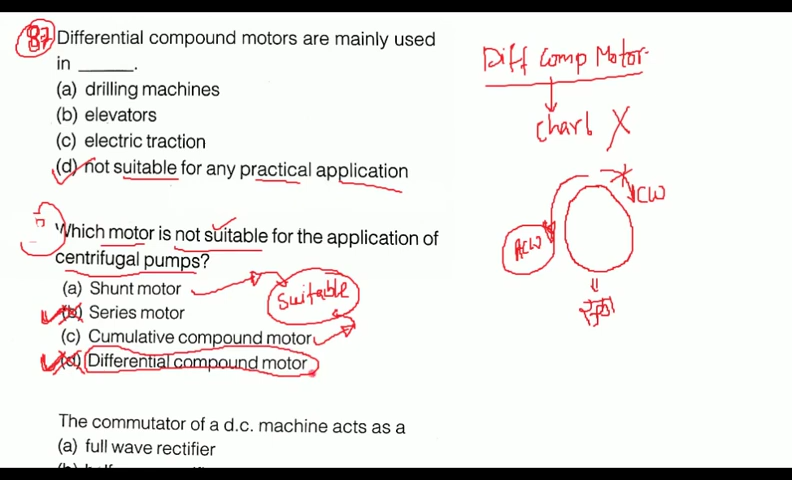 87 Differential compound motors are mainly used
in ______.
(a) drilling machines
(b) elevators
(c) electric traction
(d) not suitable for any practical application
Which motor is not suitable for the application of
centrifugal pumps?
(a) Shunt motor
(b) Series motor
(c) Cumulative compound motor
(d) Differential compound motor
The commutator of a d.c. machine acts as a
(a) full wave rectifier
Diff Comp Motor
Charl X
CW
ACW
Suitable